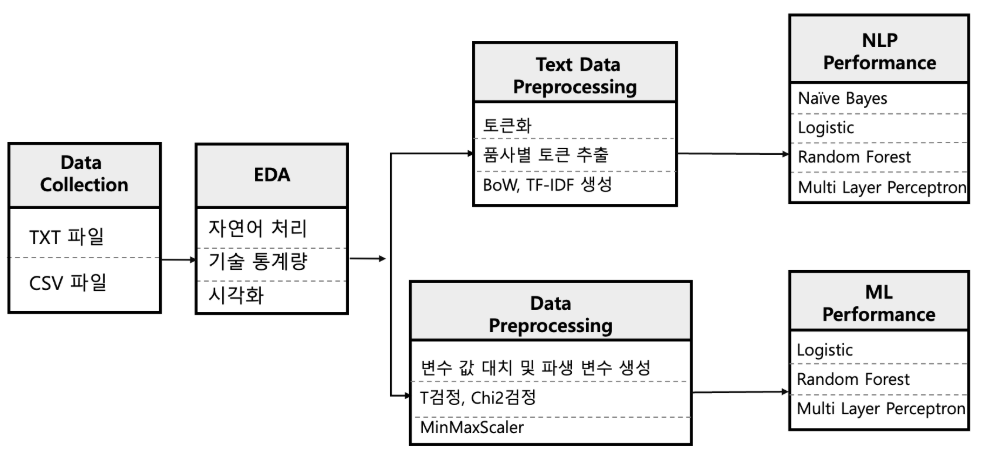 Data
Collection
TXT 파일
CSV 파일
EDA
자연어 처리
기술 통계량
시각화
Text Data
Preprocessing
토큰화
품사별 토큰 추출
BoW, TF-IDF 생성
NLP
Performance
Naïve Bayes
Logistic
Random Forest
Multi Layer Perceptron
Data
Preprocessing
변수 값 대치 및 파생 변수 생성
T검정, Chi2검정
MinMaxScaler
ML
Performance
Logistic
Random Forest
Multi Layer Perceptron